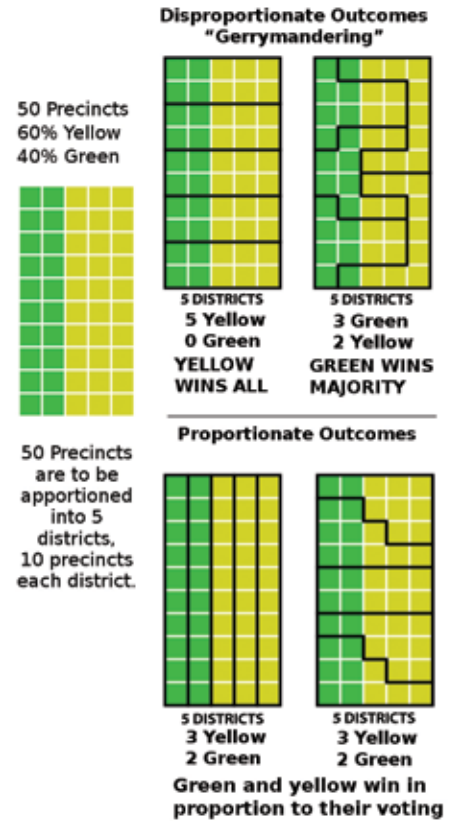 Disproportionate Outcomes
“Gerrymandering”
50 Precincts
60% Yellow
40% Green
5 DISTRICTS
5 Yellow
0 Green
YELLOW
WINS ALL
5 DISTRICTS
3 Green
2 Yellow
GREEN WINS
MAJORITY
50 Precincts
are to be
apportioned
into 5
districts,
10 precincts
each district.
Proportionate Outcomes
5 DISTRICTS
3 Yellow
2 Green
5 DISTRICTS
3 Yellow
2 Green
Green and yellow win in
proportion to their voting